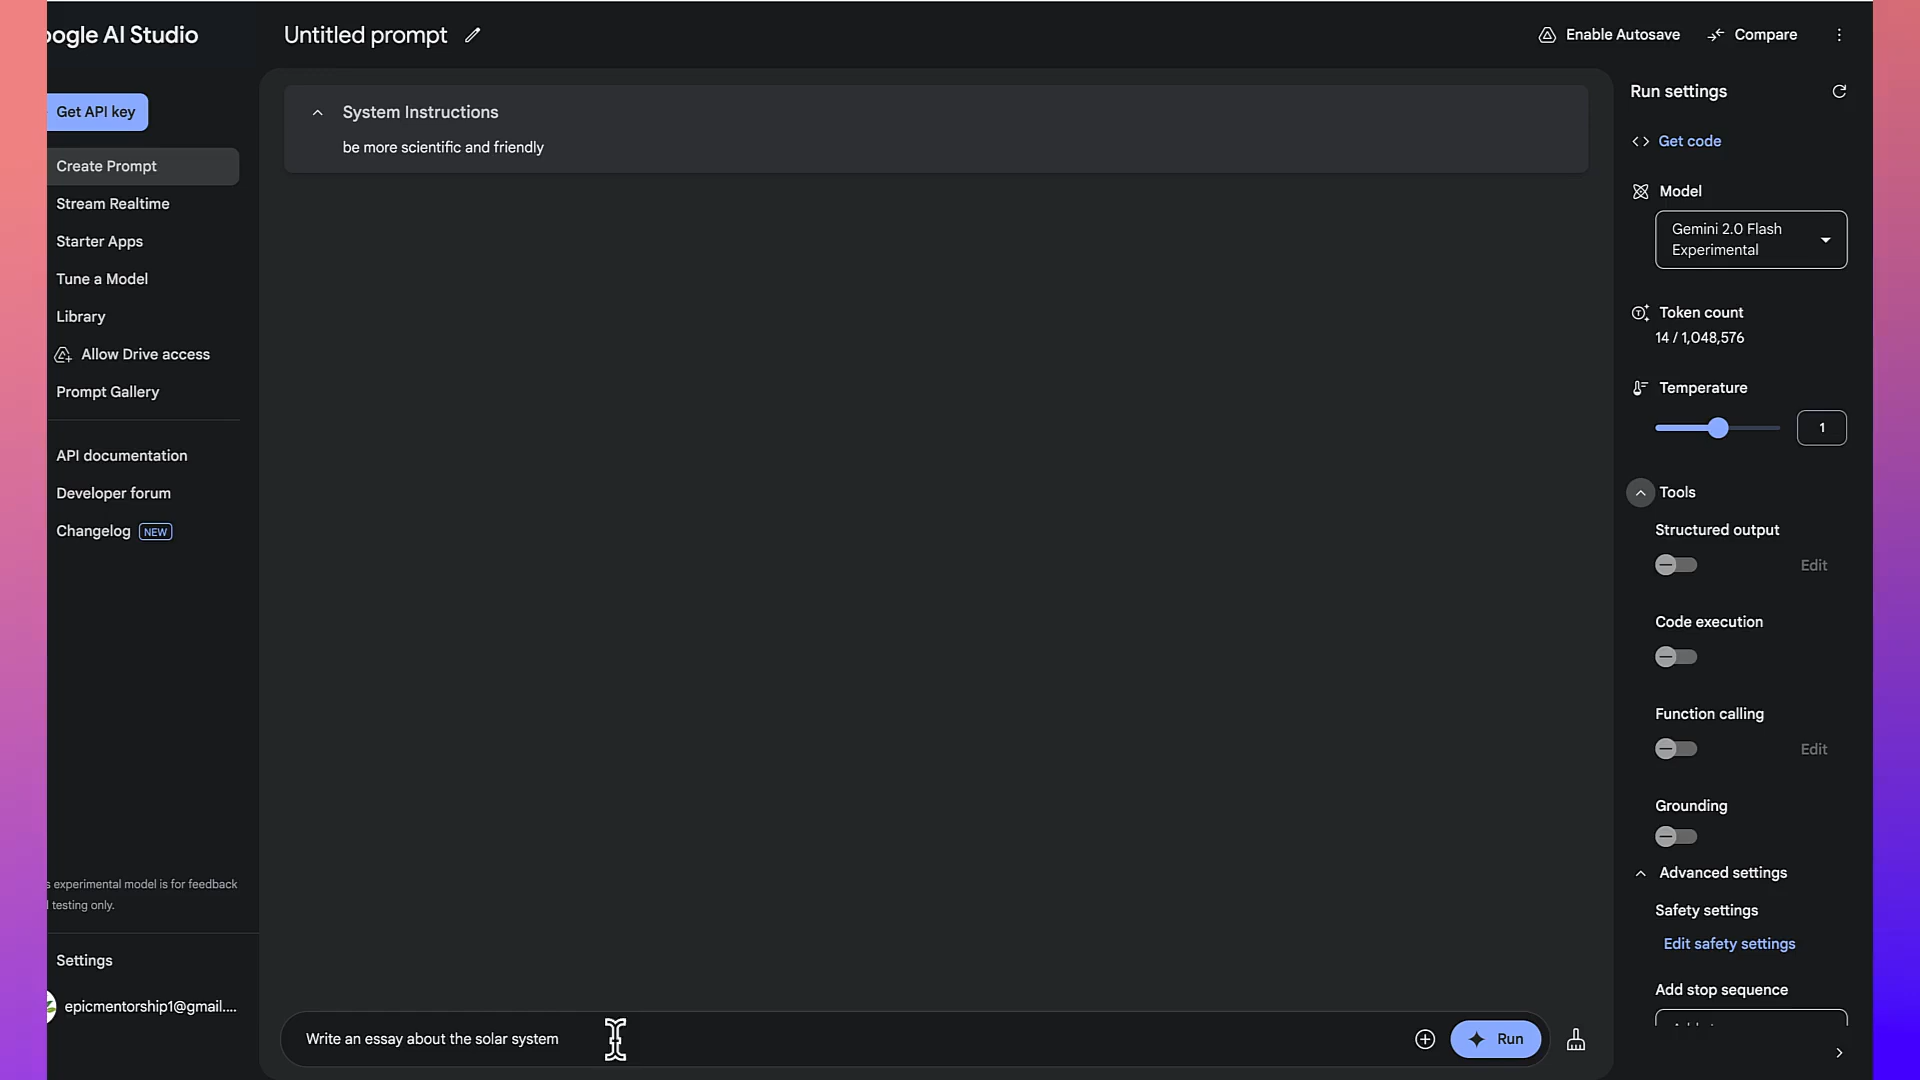 oogle AI Studio
Untitled prompt
Enable Autosave
Compare
Get API key
Create Prompt
Stream Realtime
Starter Apps
Tune a Model
Library
Allow Drive access
Prompt Gallery
API documentation
Developer forum
Changelog NEW
s experimental model is for feedback
testing only.
Settings
epicmentorship1@gmail....
System Instructions
be more scientific and friendly
Write an essay about the solar system
Run
Run settings
Get code
Model
Gemini 2.0 Flash
Experimental
Token count
14 / 1,048,576
Temperature
1
Tools
Structured output
Edit
Code execution
Function calling
Edit
Grounding
Advanced settings
Safety settings
Edit safety settings
Add stop sequence